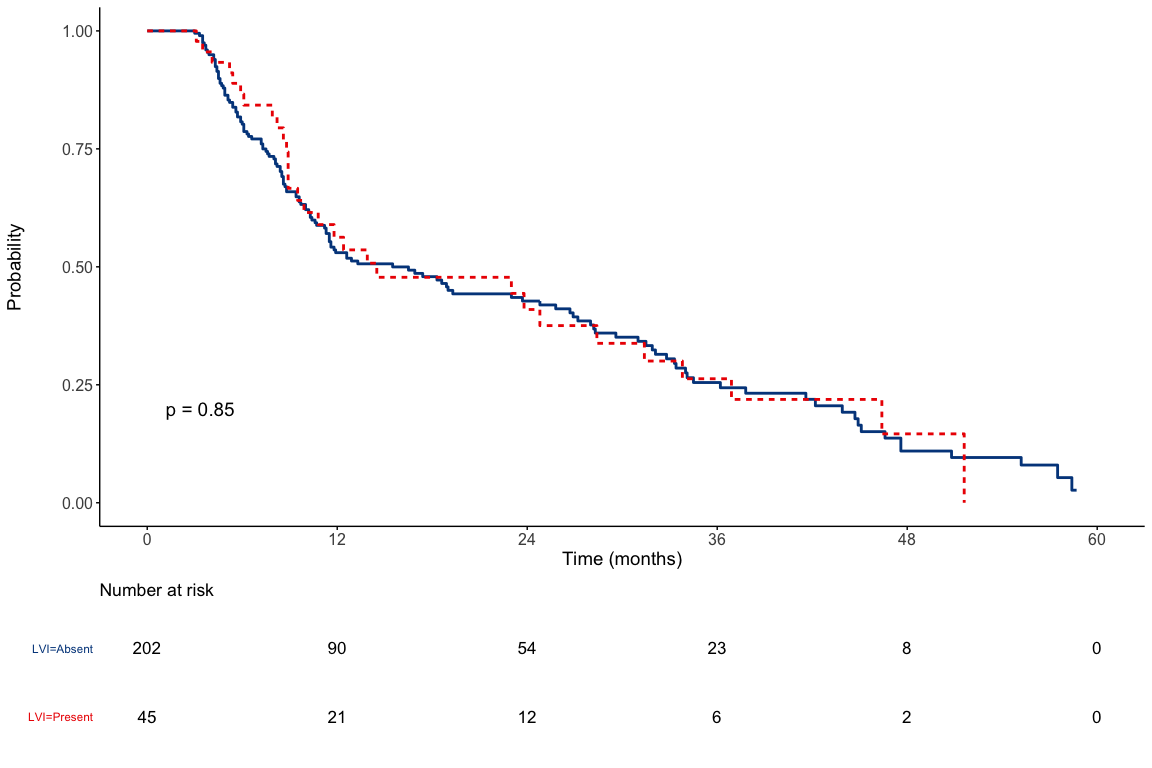 1.00
0.75
0.50
0.25
0.00
Probability
p = 0.85
0 12 24 36 48 60
Time (months)
Number at risk
LVI=Absent 202 90 54 23 8 0
LVI=Present 45 21 12 6 2 0